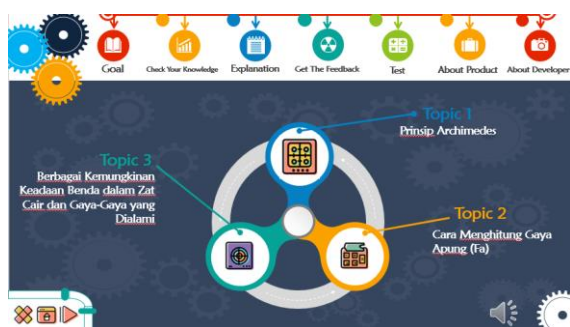 Goal
Check Your Knowledge
Explanation
Get The Feedback
Test
About Product
About Developer
Topic 1
Prinsip Archimedes
Topic 3
Berbagai Kemungkinan
Keadaan Benda dalam Zat
Cair dan Gaya-Gaya yang
Dialami
Topic 2
Cara Menghitung Gaya
Apung (Fa)